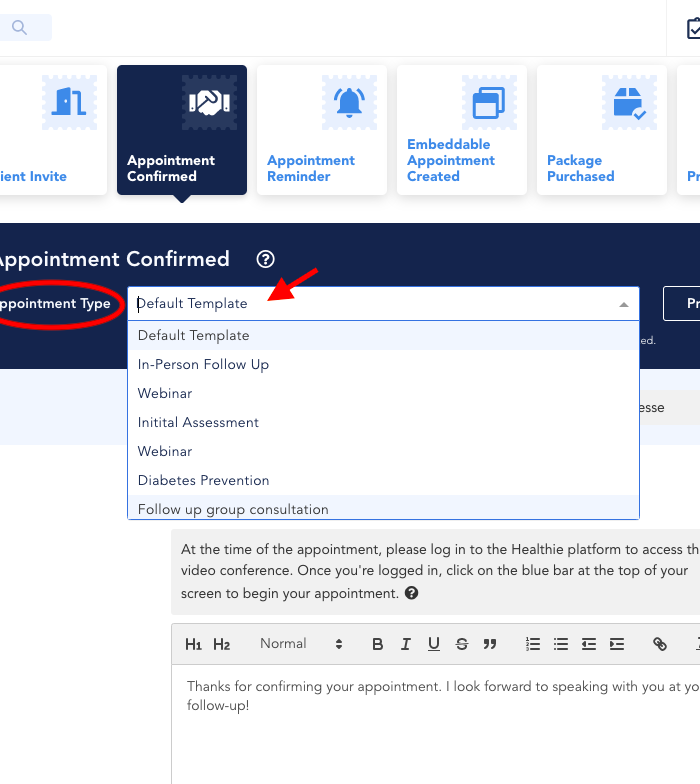 ient Invite
Appointment
Confirmed
Appointment
Reminder
Embeddable
Appointment
Created
Package
Purchased
Pr
Appointment Confirmed ?
ppointment Type
Default Template
Pr
Default Template
ed.
In-Person Follow Up
Webinar
esse
Initital Assessment
Webinar
Diabetes Prevention
Follow up group consultation
At the time of the appointment, please log in to the Healthie platform to access th
video conference. Once you're logged in, click on the blue bar at the top of your
screen to begin your appointment. ?
H1 H2 Normal B I U S
Thanks for confirming your appointment. I look forward to speaking with you at yo
follow-up!